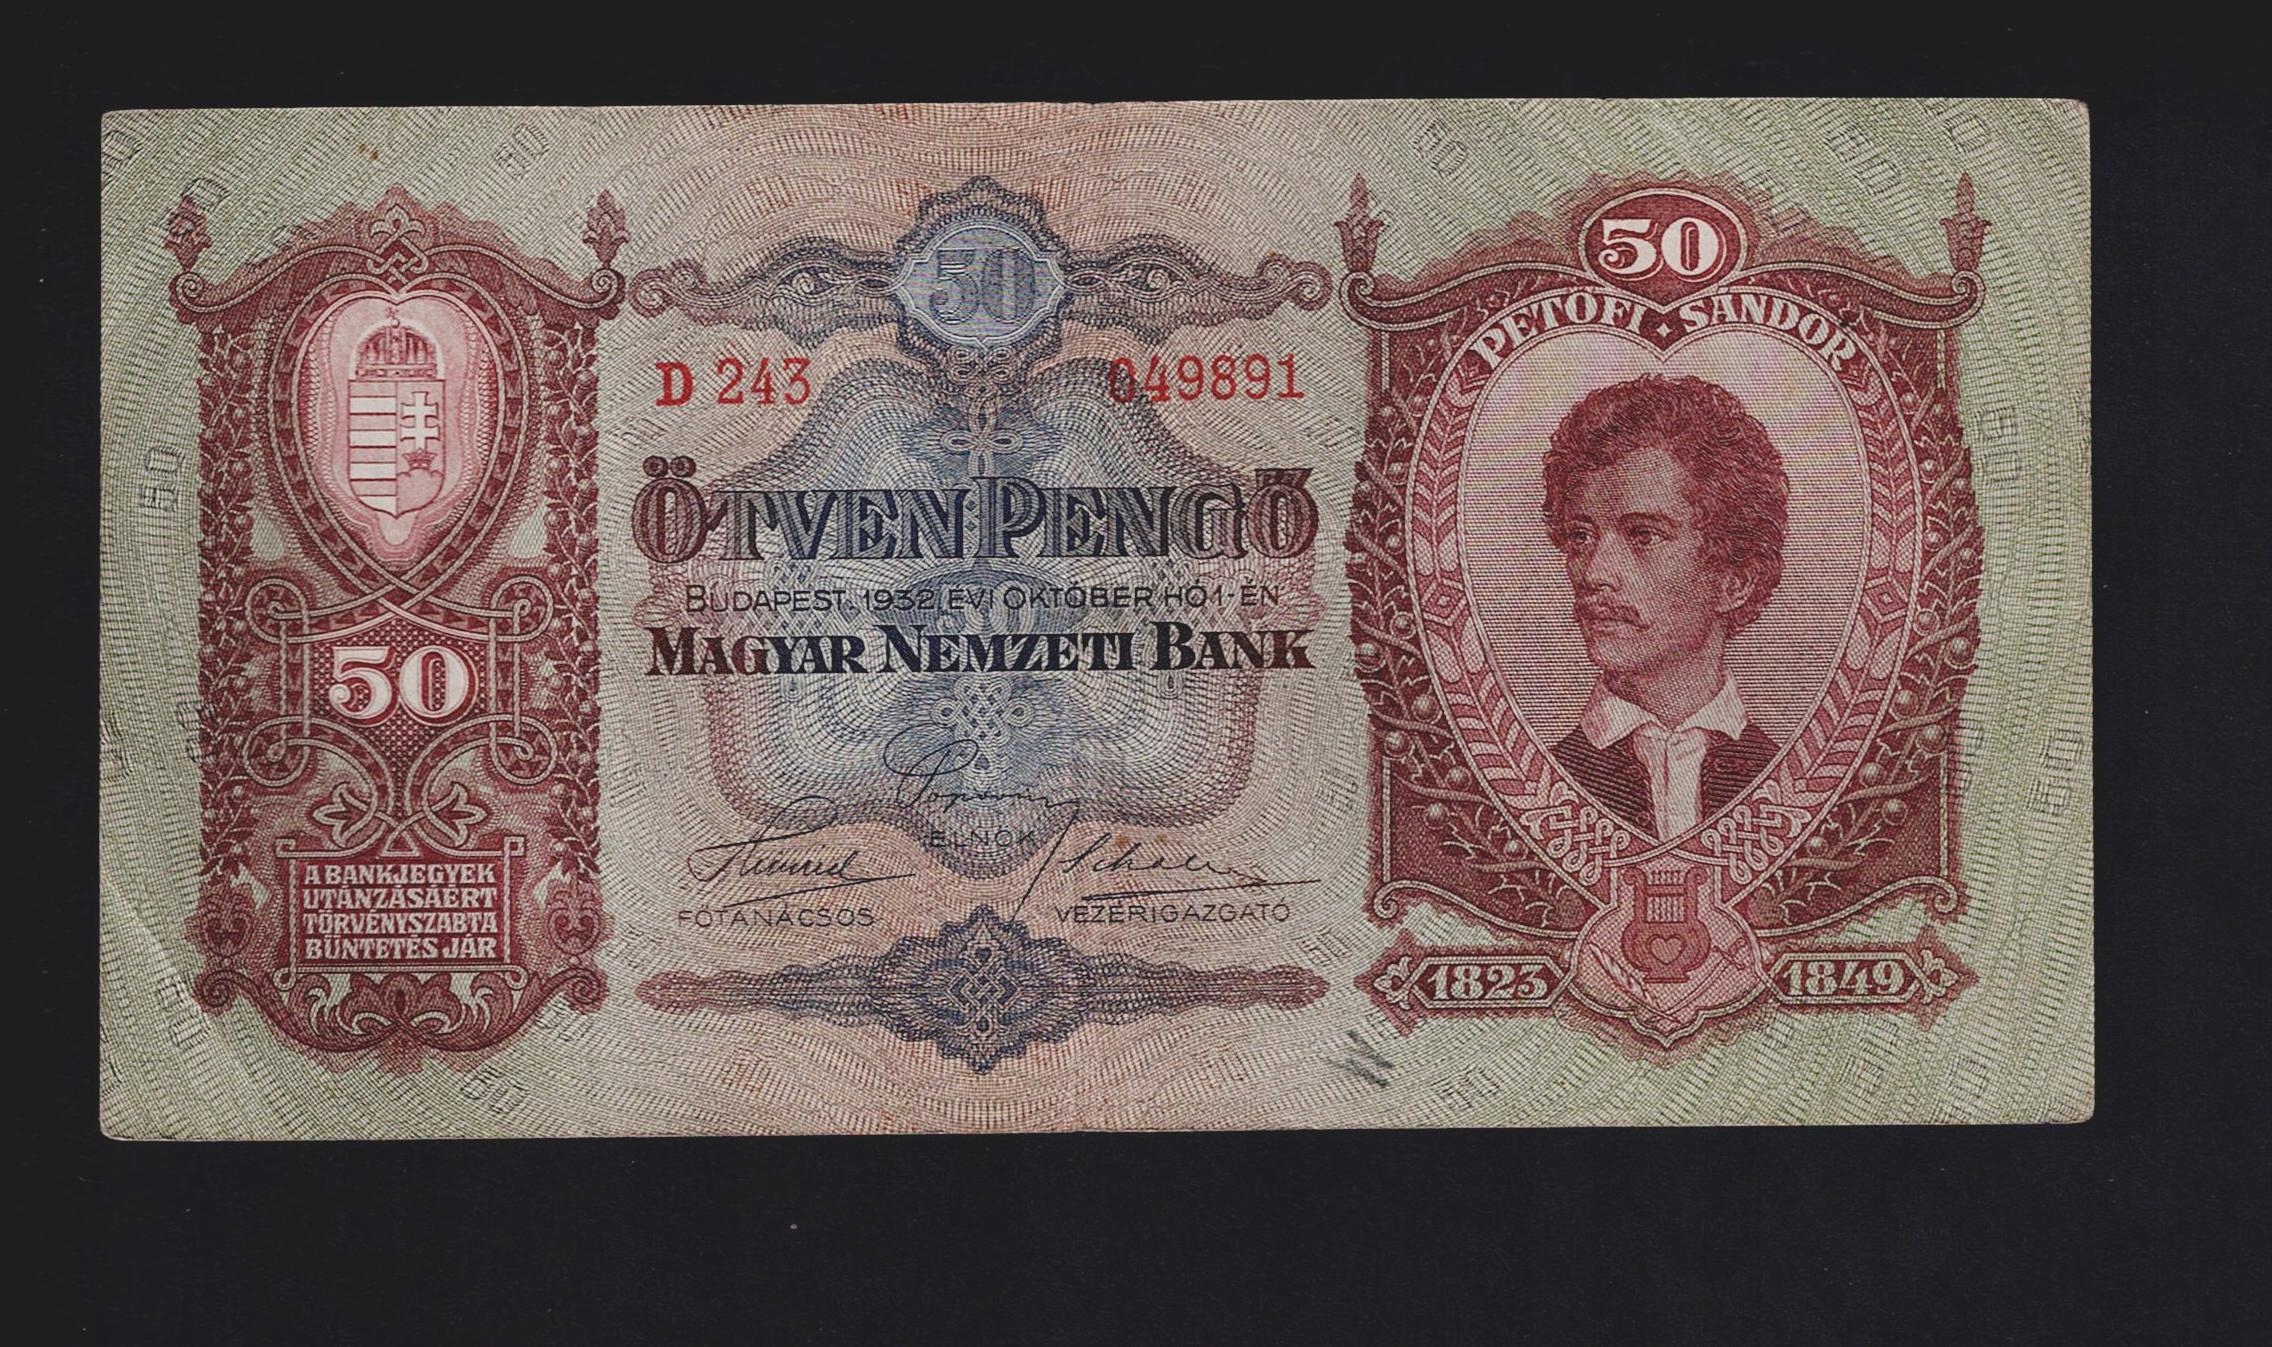 50
A BANKJEGYEK
UTÁNZÁSÁÉRT
TÖRVÉNYSZABTA
BÜNTETÉS JÁR
50
D 243 049891
ÖTVEN PENGŐ
BUDAPEST, 1932, ÉVI OKTÓBER HÓ 1-ÉN
MAGYAR NEMZETI BANK
ELNÖK
FŐTANÁCSOS VEZÉRIGAZGATÓ
50
PETŐFI • SÁNDOR
1823 1849